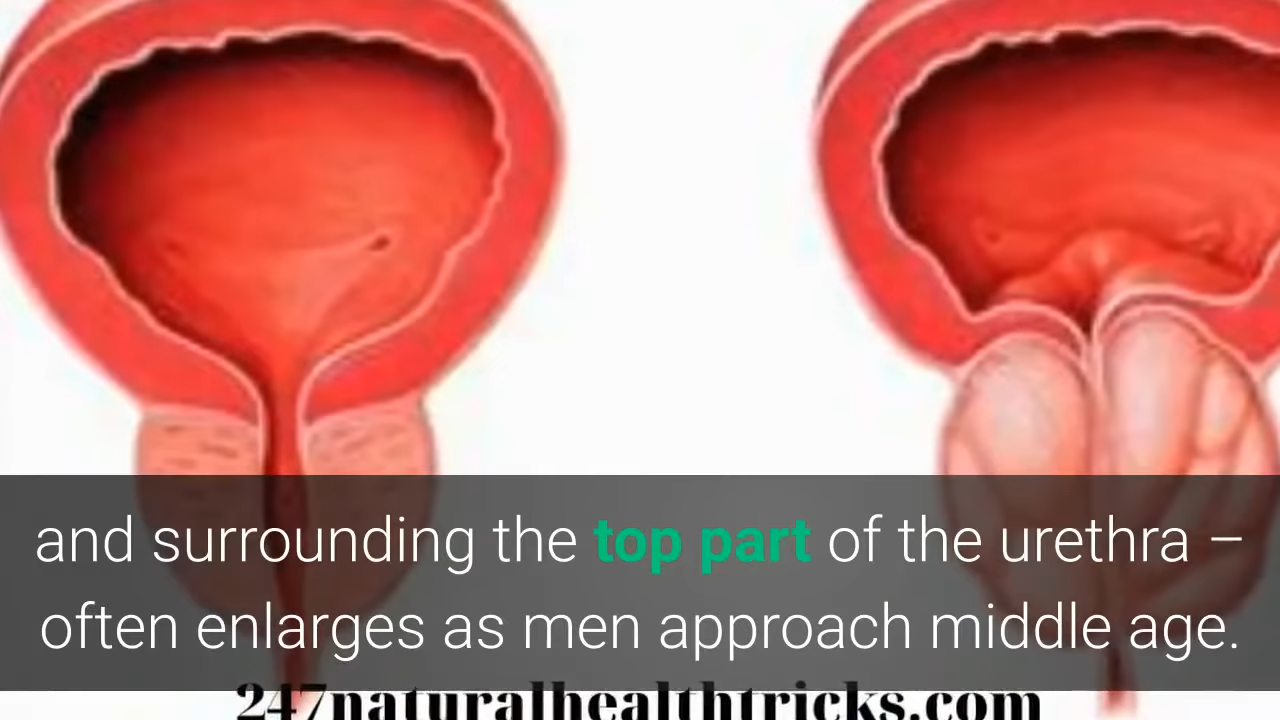 and surrounding the top part of the urethra –
often enlarges as men approach middle age.
247naturalhealthtricks.com